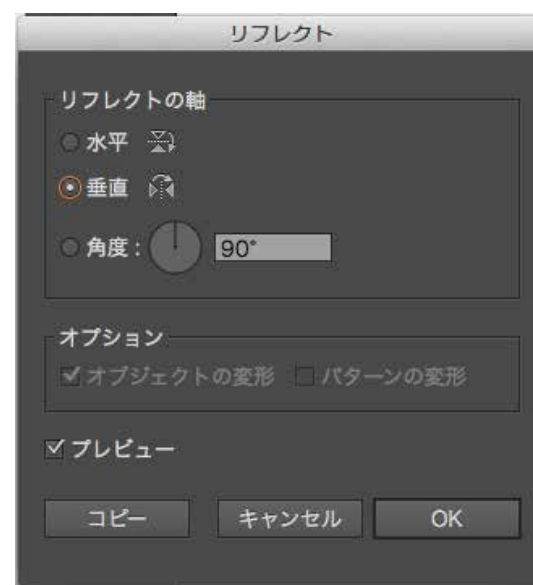 リフレクト
リフレクトの軸
水平
垂直
角度 : 90°
オプション
オブジェクトの変形 パターンの変形
プレビュー
コピー キャンセル OK